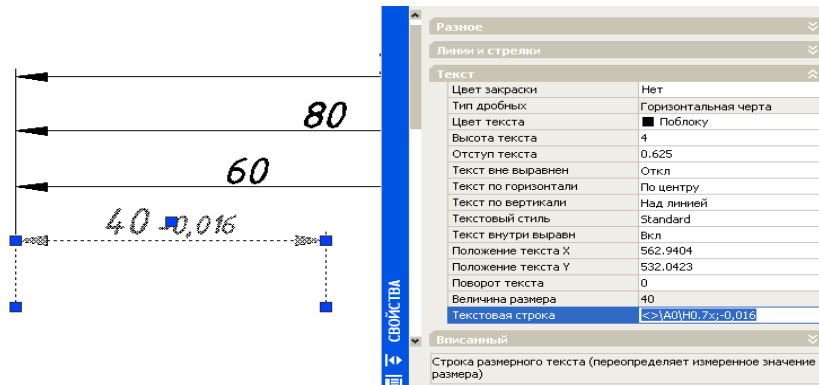 80
60
40 -0,016
СВОЙСТВА
Разное
Линии и стрелки
Текст
Цвет закраски Нет
Тип дробных Горизонтальная черта
Цвет текста Поблоку
Высота текста 4
Отступ текста 0.625
Текст вне выравнен Откл
Текст по горизонтали По центру
Текст по вертикали Над линией
Текстовый стиль Standard
Текст внутри выравн Вкл
Положение текста X 562.9404
Положение текста Y 532.0423
Поворот текста 0
Величина размера 40
Текстовая строка <>\A0\H0.7x;-0,016
Вписанный
Строка размерного текста (переопределяет измеренное значение
размера)